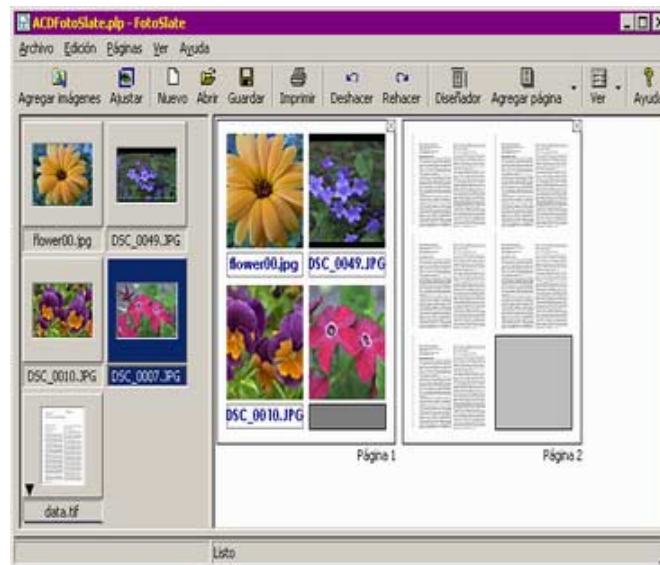 ACDFotoSlate.plp - FotoSlate
Archivo Edición Páginas Ver Ayuda
Agregar imágenes Ajustar Nuevo Abrir Guardar Imprimir Deshacer Rehacer Diseñador Agregar página Ver Ayuda
flower00.jpg DSC_0049.JPG
DSC_0010.JPG DSC_0007.JPG
data.tif
flower00.jpg DSC_0049.JPG
DSC_0010.JPG
Página 1
Página 2
Listo